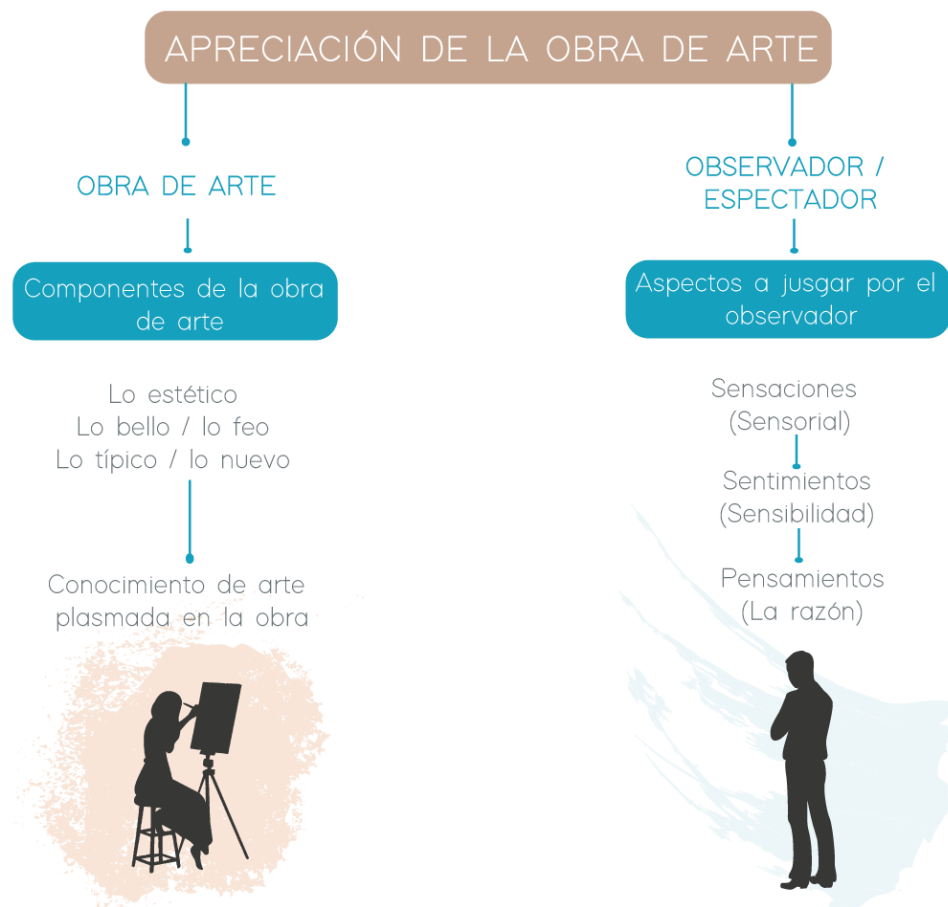 APRECIACIÓN DE LA OBRA DE ARTE
OBRA DE ARTE
Componentes de la obra
de arte
Lo estético
Lo bello / lo feo
Lo típico / lo nuevo
Conocimiento de arte
plasmada en la obra
OBSERVADOR /
ESPECTADOR
Aspectos a jusgar por el
observador
Sensaciones
(Sensorial)
Sentimientos
(Sensibilidad)
Pensamientos
(La razón)